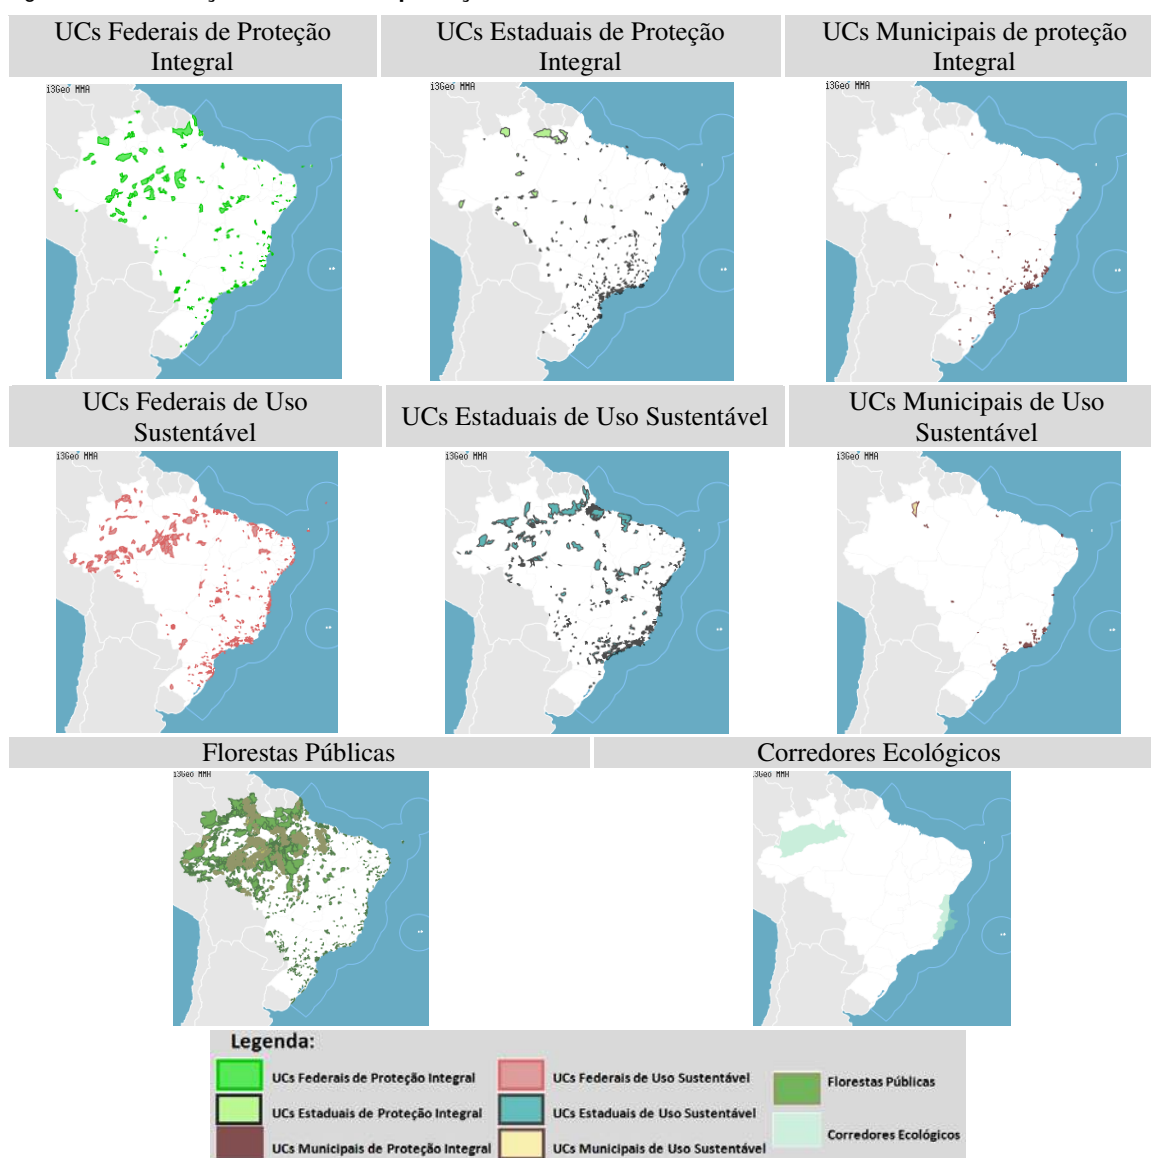 UCs Federais de Proteção
Integral
UCs Estaduais de Proteção
Integral
UCs Municipais de proteção
Integral
i3Geo MMA
i3Geo MMA
i3Geo MMA
UCs Federais de Uso
Sustentável
UCs Estaduais de Uso Sustentável
UCs Municipais de Uso
Sustentável
i3Geo MMA
i3Geo MMA
i3Geo MMA
Florestas Públicas
Corredores Ecológicos
i3Geo MMA
i3Geo MMA
Legenda:
UCs Federais de Proteção Integral
UCs Estaduais de Proteção Integral
UCs Municipais de Proteção Integral
UCs Federais de Uso Sustentável
UCs Estaduais de Uso Sustentável
UCs Municipais de Uso Sustentável
Florestas Públicas
Corredores Ecológicos